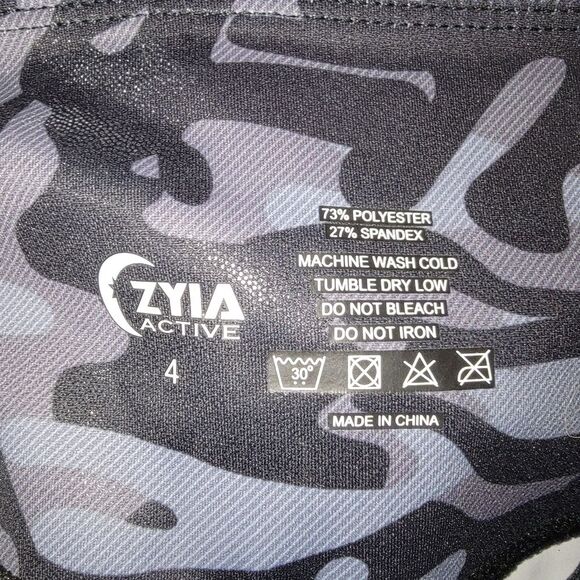 73% POLYESTER
27% SPANDEX
MACHINE WASH COLD
TUMBLE DRY LOW
DO NOT BLEACH
DO NOT IRON
30°
MADE IN CHINA
ZYIA
ACTIVE
4